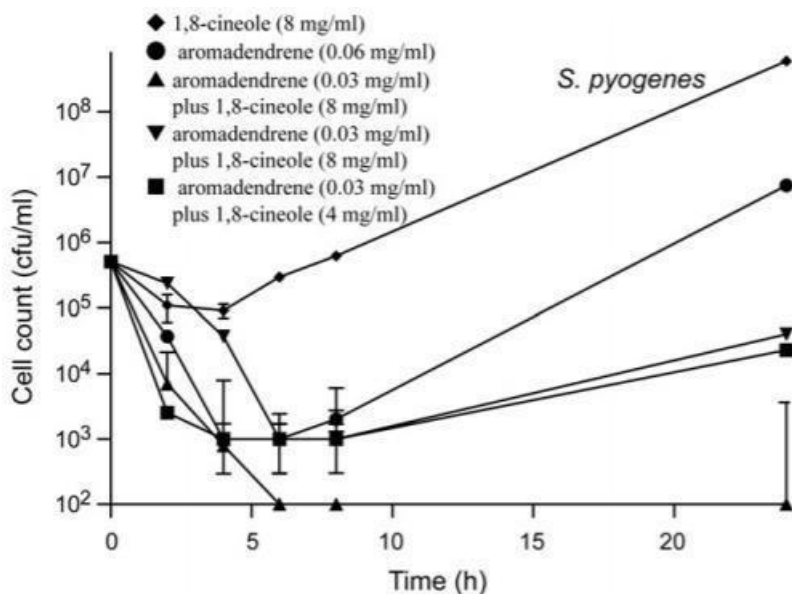 1,8-cineole (8 mg/ml)
aromadendrene (0.06 mg/ml)
aromadendrene (0.03 mg/ml)
plus 1,8-cineole (8 mg/ml)
aromadendrene (0.03 mg/ml)
plus 1,8-cineole (8 mg/ml)
aromadendrene (0.03 mg/ml)
plus 1,8-cineole (4 mg/ml)
S. pyogenes
Cell count (cfu/ml)
10⁸
10⁷
10⁶
10⁵
10⁴
10³
10²
0 5 10 15 20
Time (h)